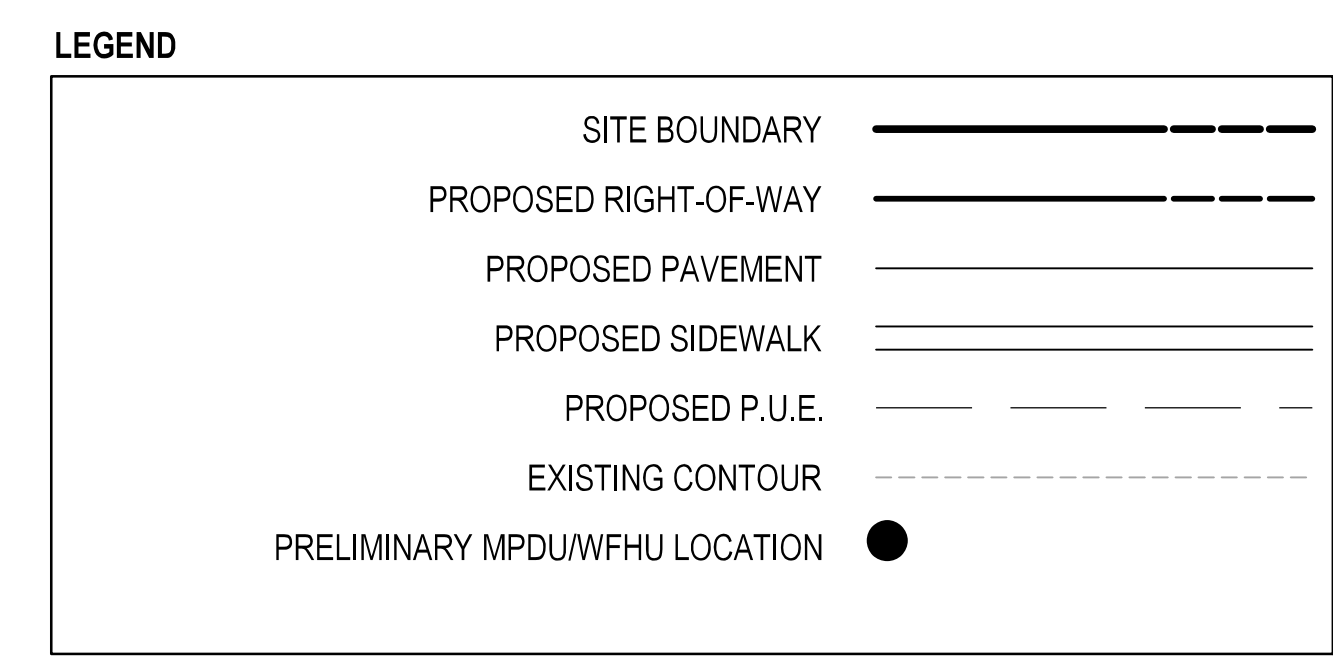 LEGEND
SITE BOUNDARY
PROPOSED RIGHT-OF-WAY
PROPOSED PAVEMENT
PROPOSED SIDEWALK
PROPOSED P.U.E.
EXISTING CONTOUR
PRELIMINARY MPDU/WFHU LOCATION